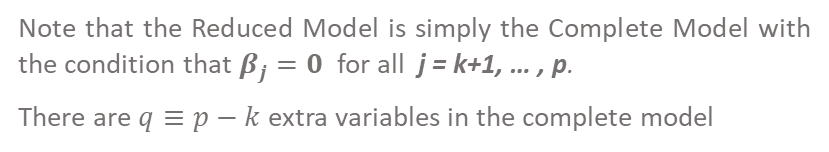 Note that the Reduced Model is simply the Complete Model with
the condition that βⱼ = 0 for all j = k+1, ... , p.
There are q ≡ p − k extra variables in the complete model